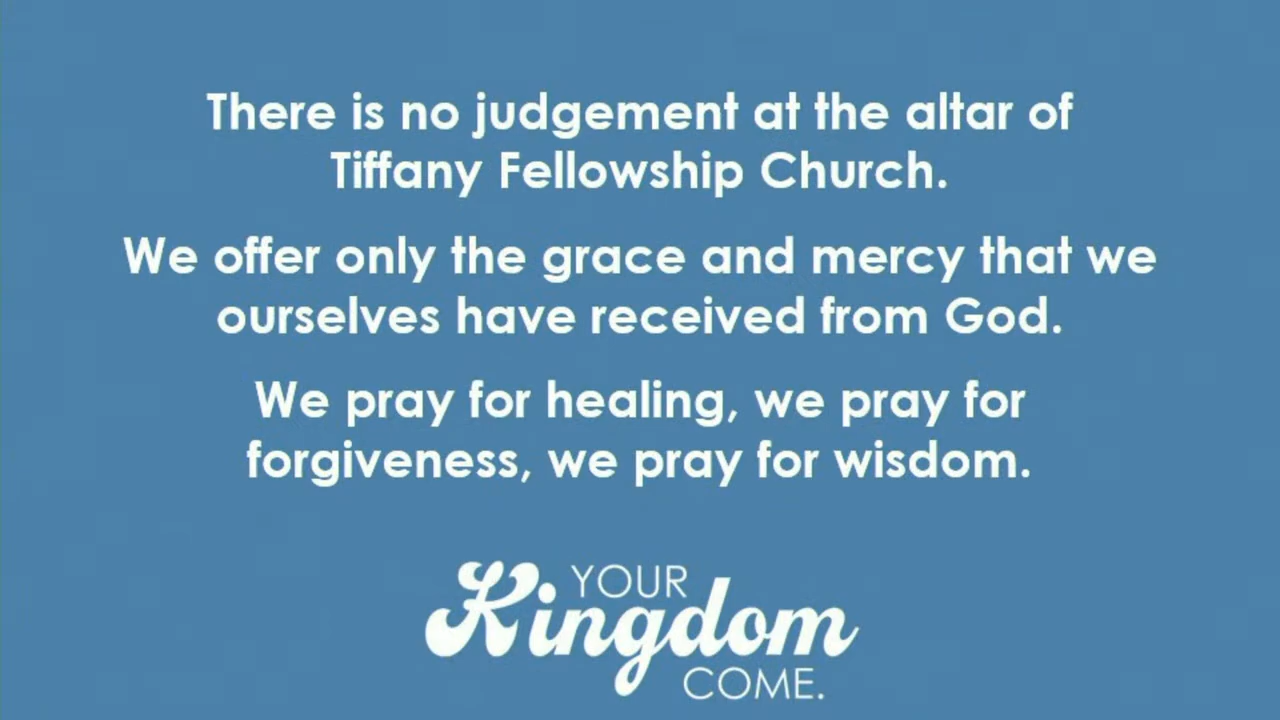 There is no judgement at the altar of
Tiffany Fellowship Church.
We offer only the grace and mercy that we
ourselves have received from God.
We pray for healing, we pray for
forgiveness, we pray for wisdom.
YOUR
Kingdom
COME.